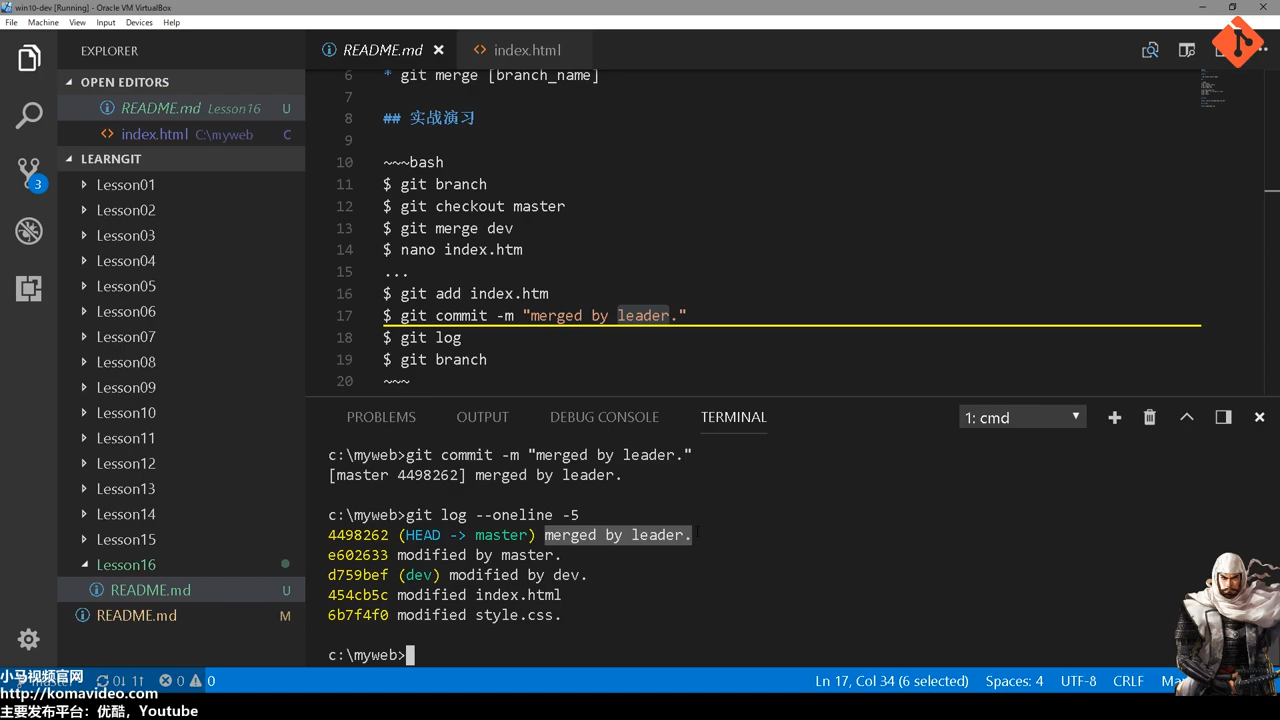 win10-dev [Running] - Oracle VM VirtualBox
File Machine View Input Devices Help
EXPLORER
OPEN EDITORS
README.md Lesson16 U
index.html C:\myweb C
LEARNGIT
Lesson01
Lesson02
Lesson03
Lesson04
Lesson05
Lesson06
Lesson07
Lesson08
Lesson09
Lesson10
Lesson11
Lesson12
Lesson13
Lesson14
Lesson15
Lesson16
README.md U
README.md M
3
README.md
index.html
6 * git merge [branch_name]
7
8 ## 实战演习
9
10 ~~~bash
11 $ git branch
12 $ git checkout master
13 $ git merge dev
14 $ nano index.htm
15 ...
16 $ git add index.htm
17 $ git commit -m "merged by leader."
18 $ git log
19 $ git branch
20 ~~~
PROBLEMS OUTPUT DEBUG CONSOLE TERMINAL 1: cmd
c:\myweb>git commit -m "merged by leader."
[master 4498262] merged by leader.
c:\myweb>git log --oneline -5
4498262 (HEAD -> master) merged by leader.
e602633 modified by master.
d759bef (dev) modified by dev.
454cb5c modified index.html
6b7f4f0 modified style.css.
c:\myweb>
0↓ 1↑ 0 0
Ln 17, Col 34 (6 selected) Spaces: 4 UTF-8 CRLF
小马视频官网
http://komavideo.com
主要发布平台：优酷，Youtube